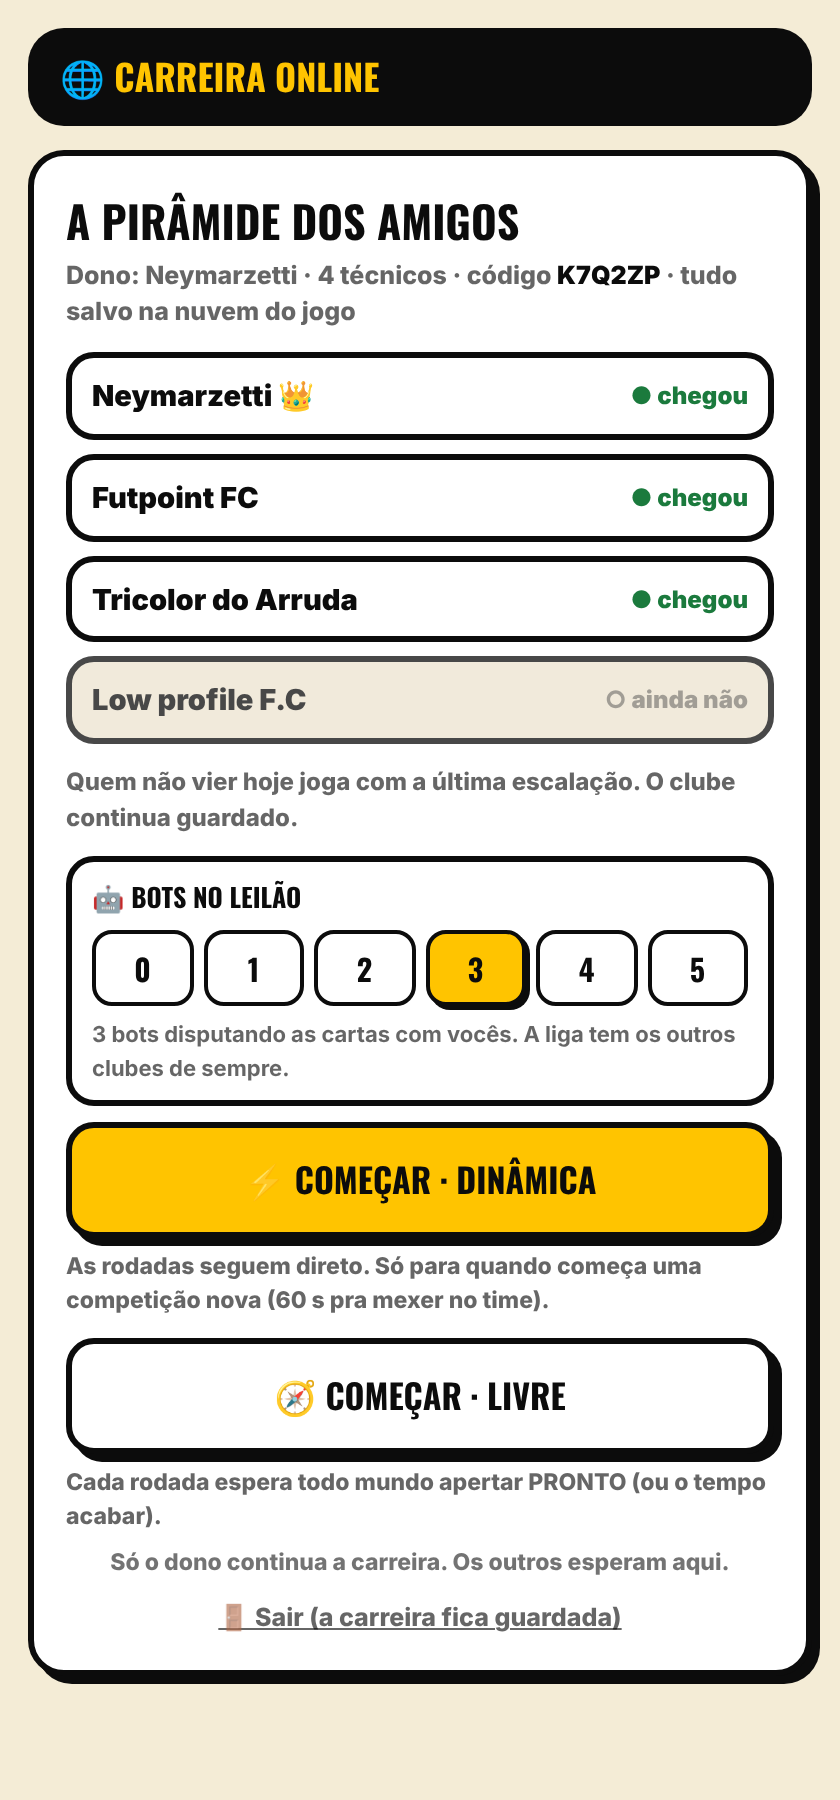 🌐 CARREIRA ONLINE
A PIRÂMIDE DOS AMIGOS
Dono: Neymarzetti · 4 técnicos · código K7Q2ZP · tudo
salvo na nuvem do jogo
Neymarzetti 👑 ● chegou
Futpoint FC ● chegou
Tricolor do Arruda ● chegou
Low profile F.C ○ ainda não
Quem não vier hoje joga com a última escalação. O clube
continua guardado.
🤖 BOTS NO LEILÃO
0 1 2 3 4 5
3 bots disputando as cartas com vocês. A liga tem os outros
clubes de sempre.
⚡ COMEÇAR · DINÂMICA
As rodadas seguem direto. Só para quando começa uma
competição nova (60 s pra mexer no time).
🧭 COMEÇAR · LIVRE
Cada rodada espera todo mundo apertar PRONTO (ou o tempo
acabar).
Só o dono continua a carreira. Os outros esperam aqui.
🚪 Sair (a carreira fica guardada)